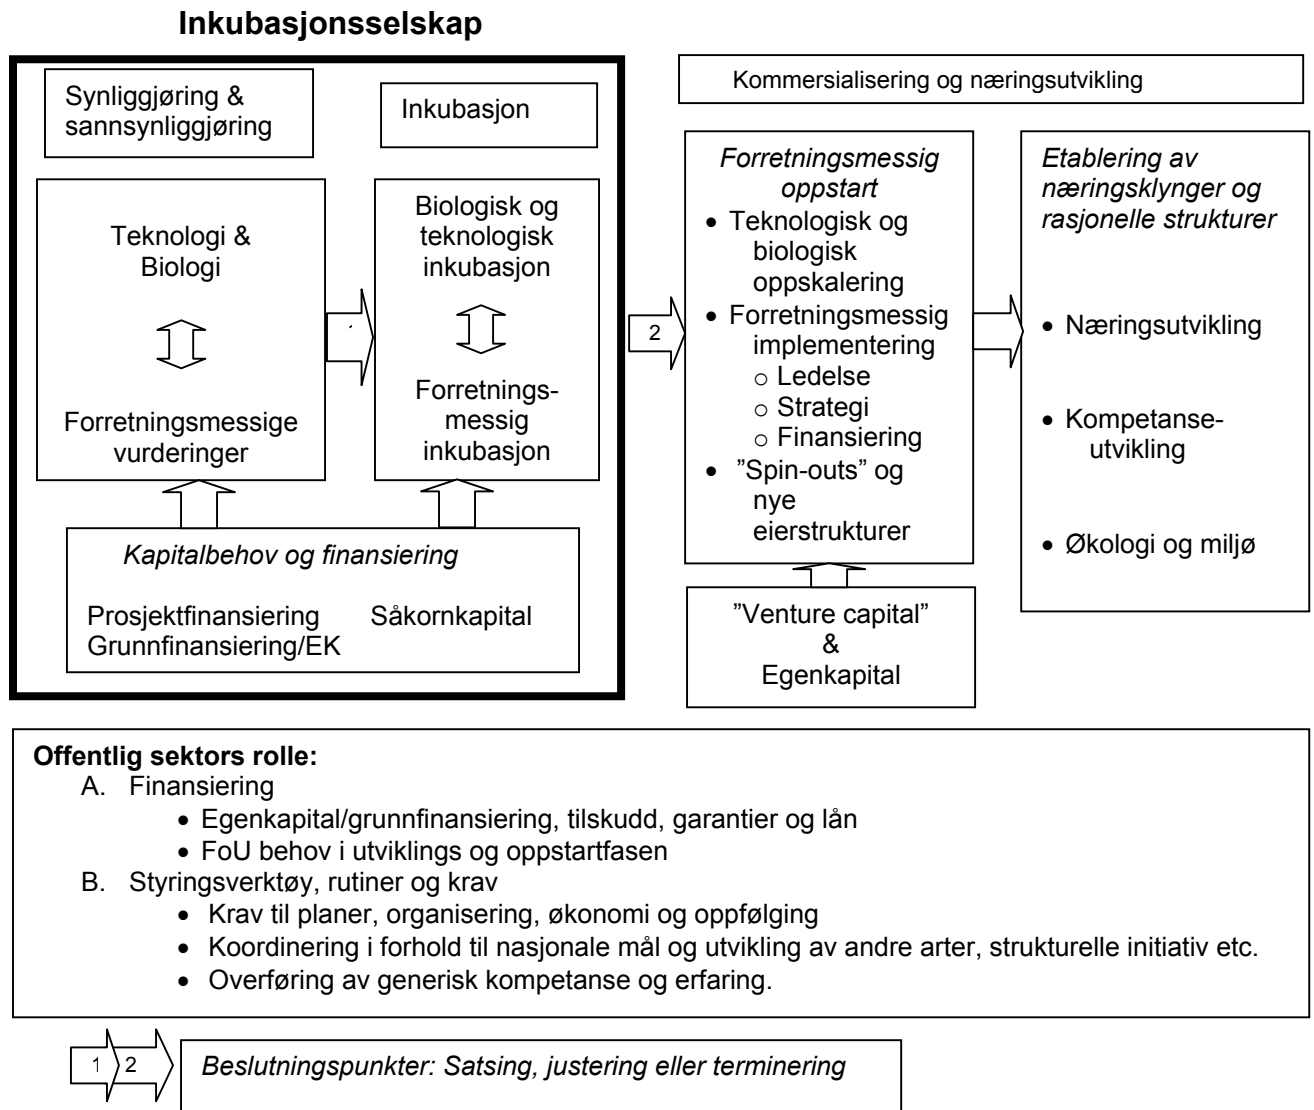 Inkubasjonsselskap
Synliggjøring &
sannsynliggjøring
Inkubasjon
Teknologi &
Biologi
Forretningsmessige
vurderinger
Biologisk og
teknologisk
inkubasjon
Forretnings-
messig
inkubasjon
Kapitalbehov og finansiering
Prosjektfinansiering Såkornkapital
Grunnfinansiering/EK
2
Kommersialisering og næringsutvikling
Forretningsmessig
oppstart
• Teknologisk og
biologisk
oppskalering
• Forretningsmessig
implementering
o Ledelse
o Strategi
o Finansiering
• ”Spin-outs” og
nye
eierstrukturer
”Venture capital”
&
Egenkapital
Etablering av
næringsklynger og
rasjonelle strukturer
• Næringsutvikling
• Kompetanse-
utvikling
• Økologi og miljø
Offentlig sektors rolle:
A. Finansiering
• Egenkapital/grunnfinansiering, tilskudd, garantier og lån
• FoU behov i utviklings og oppstartfasen
B. Styringsverktøy, rutiner og krav
• Krav til planer, organisering, økonomi og oppfølging
• Koordinering i forhold til nasjonale mål og utvikling av andre arter, strukturelle initiativ etc.
• Overføring av generisk kompetanse og erfaring.
1 2
Beslutningspunkter: Satsing, justering eller terminering